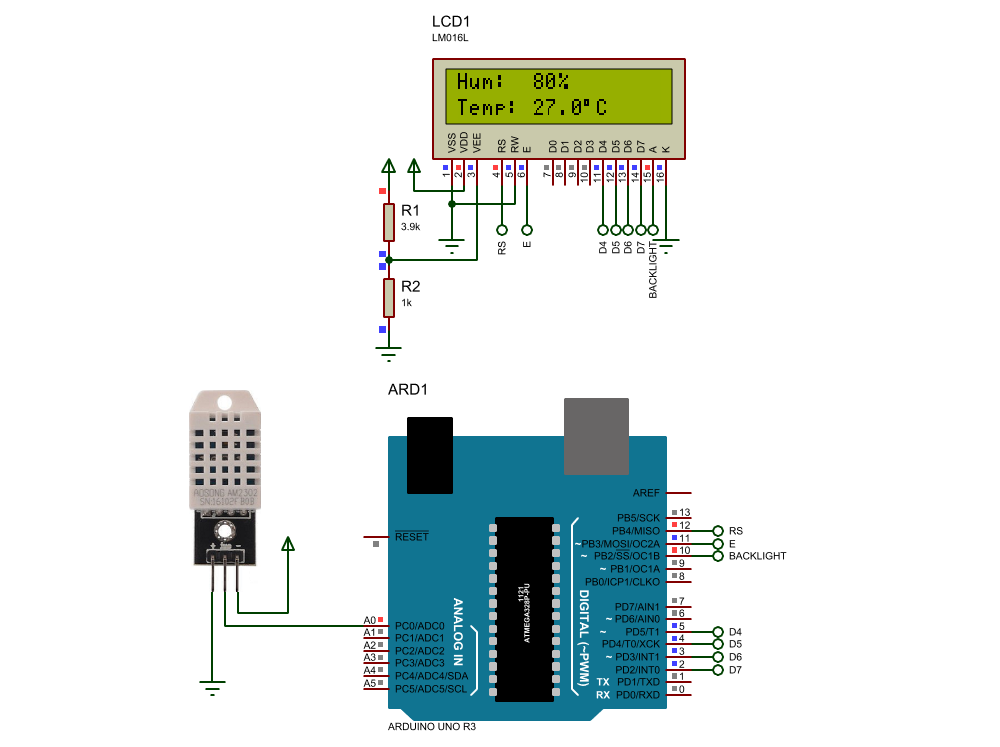 LCD1
LM016L
Hum: 80%
Temp: 27.0°C
VSS
VDD
VEE
RS
RW
E
D0
D1
D2
D3
D4
D5
D6
D7
A
K
1
2
3
4
5
6
7
8
9
10
11
12
13
14
15
16
R1
3.9k
RS
E
D4
D5
D6
D7
BACKLIGHT
R2
1k
ARD1
AOSONG AM2302
+
-
RESET
AREF
PB5/SCK 13
PB4/MISO 12 RS
~PB3/MOSI/OC2A 11 E
~ PB2/SS/OC1B 10 BACKLIGHT
~ PB1/OC1A 9
PB0/ICP1/CLKO 8
1121
ATMEGA328P-PU
DIGITAL (~PWM)
ANALOG IN
PD7/AIN1 7
~ PD6/AIN0 6
~ PD5/T1 5 D4
PD4/T0/XCK 4 D5
~ PD3/INT1 3 D6
PD2/INT0 2 D7
TX PD1/TXD 1
RX PD0/RXD 0
A0 PC0/ADC0
A1 PC1/ADC1
A2 PC2/ADC2
A3 PC3/ADC3
A4 PC4/ADC4/SDA
A5 PC5/ADC5/SCL
ARDUINO UNO R3